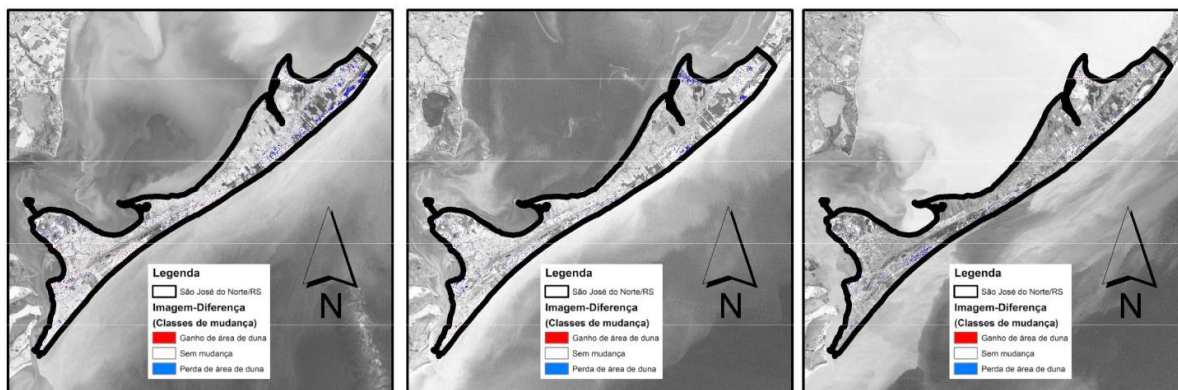 N
Legenda
São José do Norte/RS
Imagem-Diferença
(Classes de mudança)
Ganho de área de duna
Sem mudança
Perda de área de duna
N
Legenda
São José do Norte/RS
Imagem-Diferença
(Classes de mudança)
Ganho de área de duna
Sem mudança
Perda de área de duna
N
Legenda
São José do Norte/RS
Imagem-Diferença
(Classes de mudança)
Ganho de área de duna
Sem mudança
Perda de área de duna